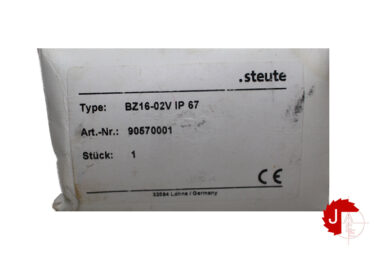 .steute
Type: BZ16-02V IP 67
Art.-Nr.: 90570001
Stück: 1
CE
32584 Löhne / Germany
J